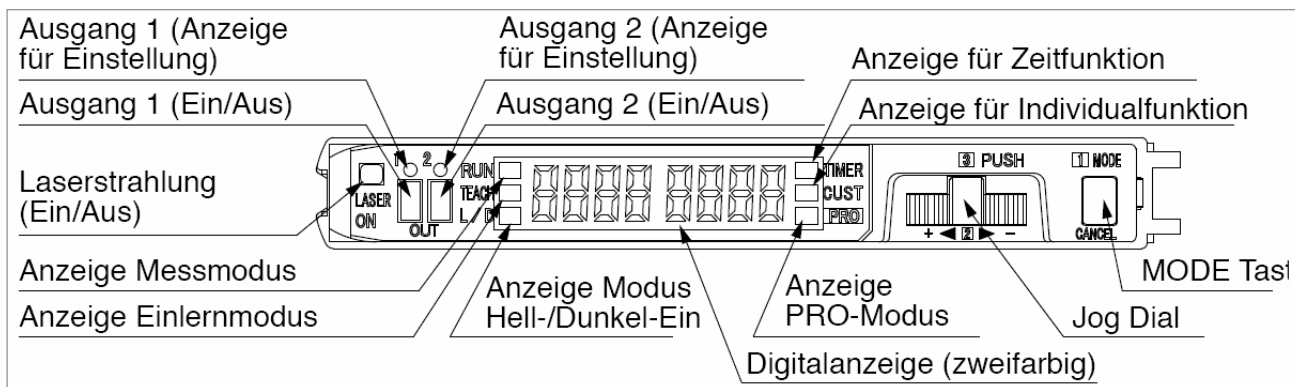 Ausgang 1 (Anzeige
für Einstellung)
Ausgang 2 (Anzeige
für Einstellung)
Anzeige für Zeitfunktion
Ausgang 1 (Ein/Aus)
Ausgang 2 (Ein/Aus)
Anzeige für Individualfunktion
1 2
RUN
TIMER
3 PUSH
1 MODE
Laserstrahlung
(Ein/Aus)
LASER
ON
TEACH
CUST
L/D
PRO
OUT
+ ◀ 2 ▶ −
CANCEL
Anzeige Messmodus
Anzeige Modus
Hell-/Dunkel-Ein
Anzeige
PRO-Modus
MODE Tast
Anzeige Einlernmodus
Jog Dial
Digitalanzeige (zweifarbig)